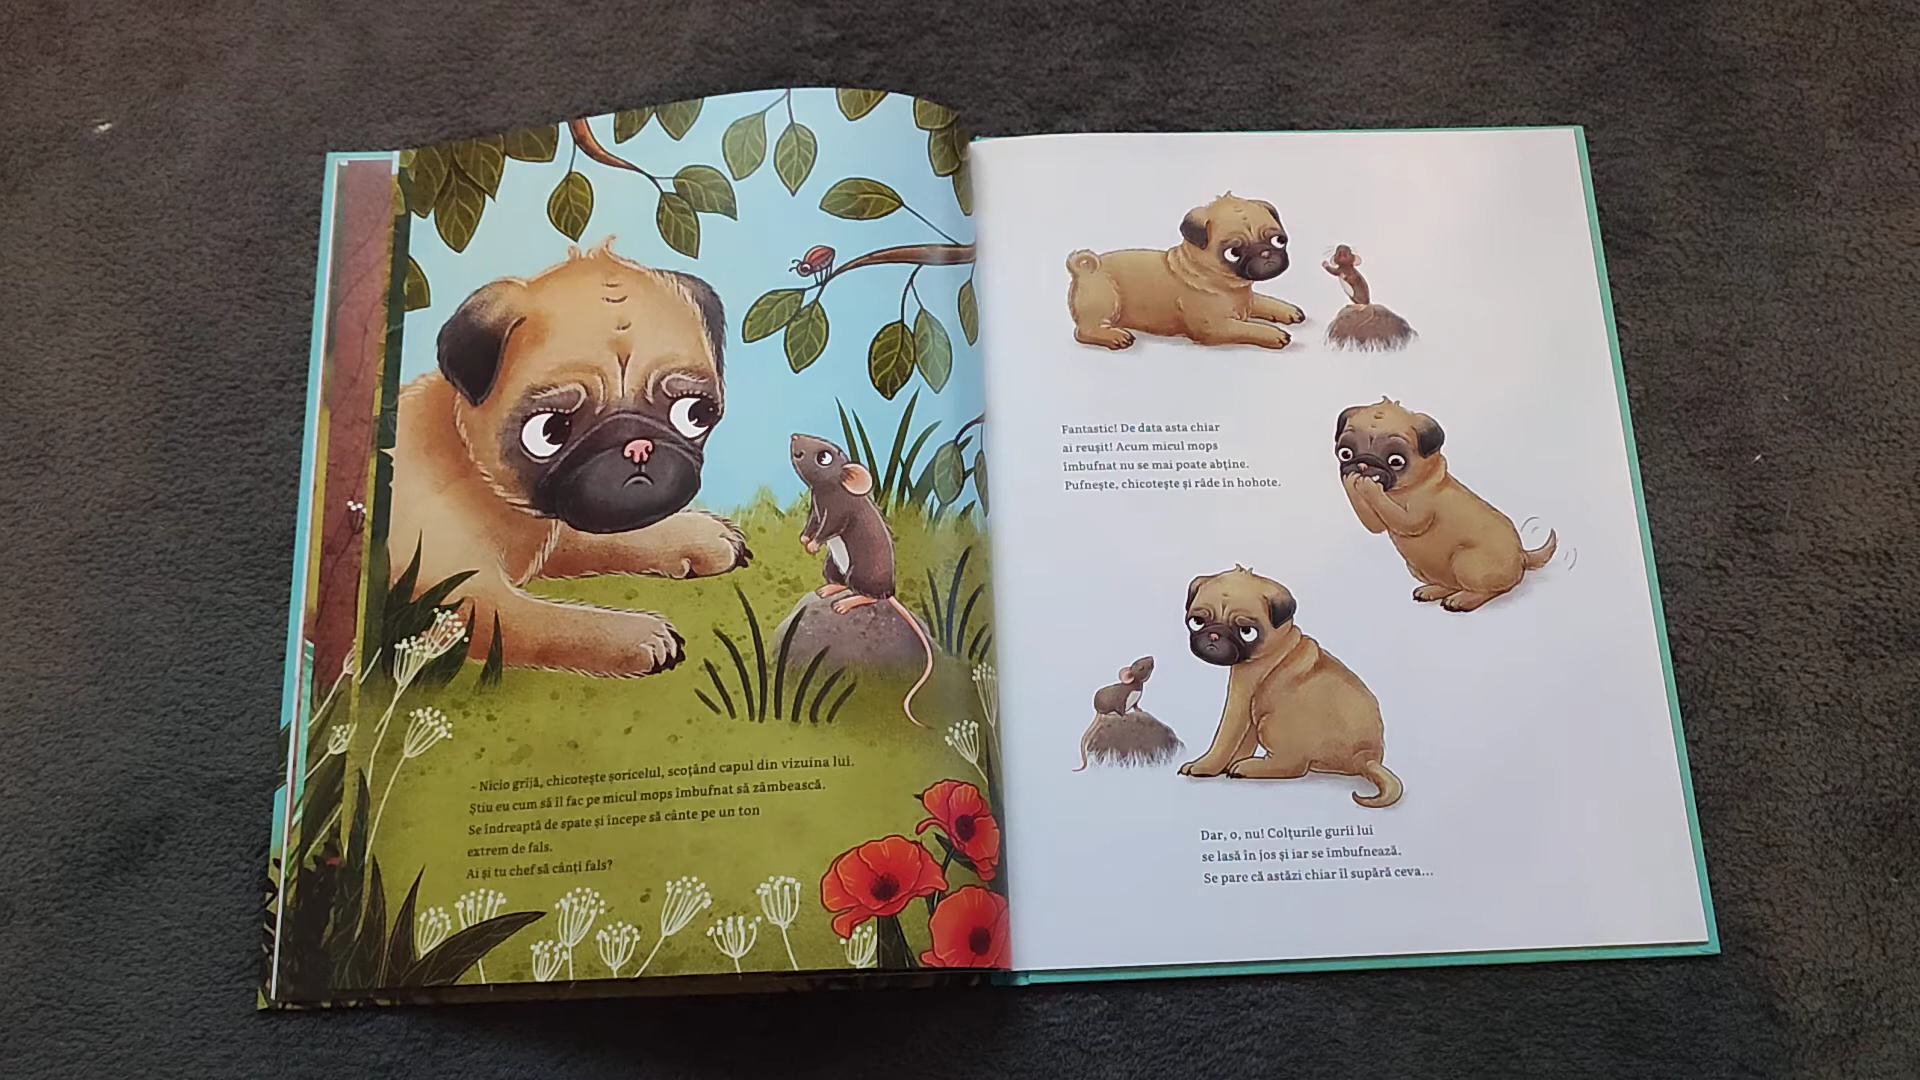 - Nicio grijă, chicotește șoricelul, scoțând capul din vizuina lui.
Știu eu cum să îl fac pe micul mops îmbufnat să zâmbească.
Se îndreaptă de spate și începe să cânte pe un ton
extrem de fals.
Ai și tu chef să cânți fals?
Fantastic! De data asta chiar
ai reușit! Acum micul mops
îmbufnat nu se mai poate abține.
Pufnește, chicotește și râde în hohote.
Dar, o, nu! Colțurile gurii lui
se lasă în jos și iar se îmbufnează.
Se pare că astăzi chiar îl supără ceva...